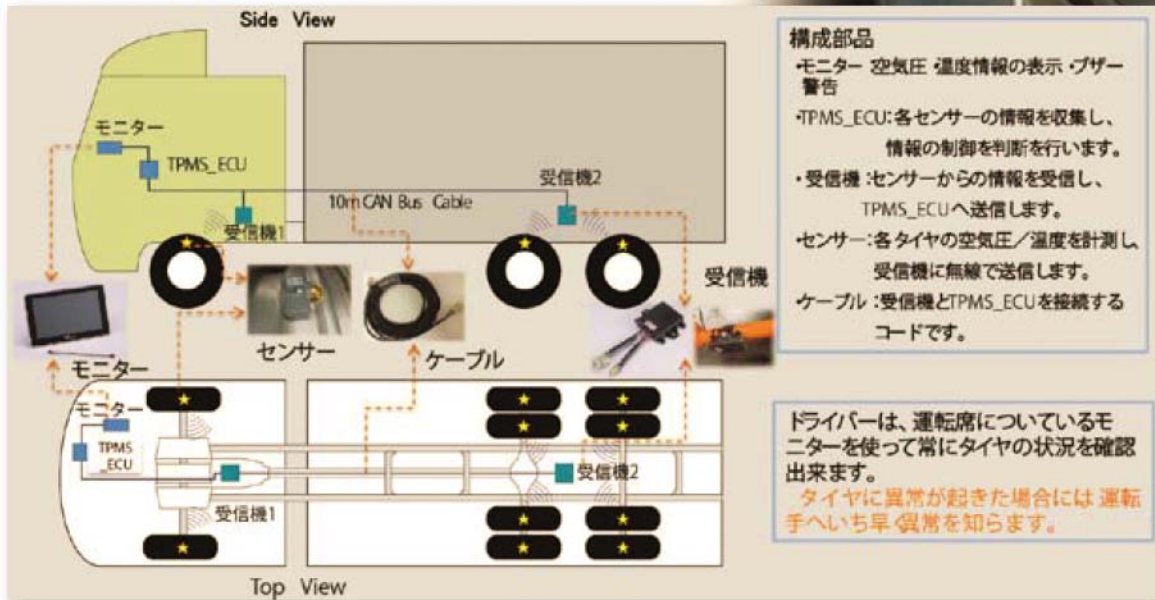 Side View
モニター
TPMS_ECU
受信機2
10m CAN Bus Cable
受信機1
受信機
センサー
ケーブル
モニター
モニター
TPMS
_ECU
受信機2
受信機1
Top View
構成部品
・モニター:空気圧・温度情報の表示・ブザー
警告
・TPMS_ECU:各センサーの情報を収集し、
情報の制御を判断を行います。
・受信機:センサーからの情報を受信し、
TPMS_ECUへ送信します。
・センサー:各タイヤの空気圧/温度を計測し、
受信機に無線で送信します。
・ケーブル:受信機とTPMS_ECUを接続する
コードです。
ドライバーは、運転席についているモ
ニターを使って常にタイヤの状況を確認
出来ます。
タイヤに異常が起きた場合には 運転
手へいち早く異常を知らます。